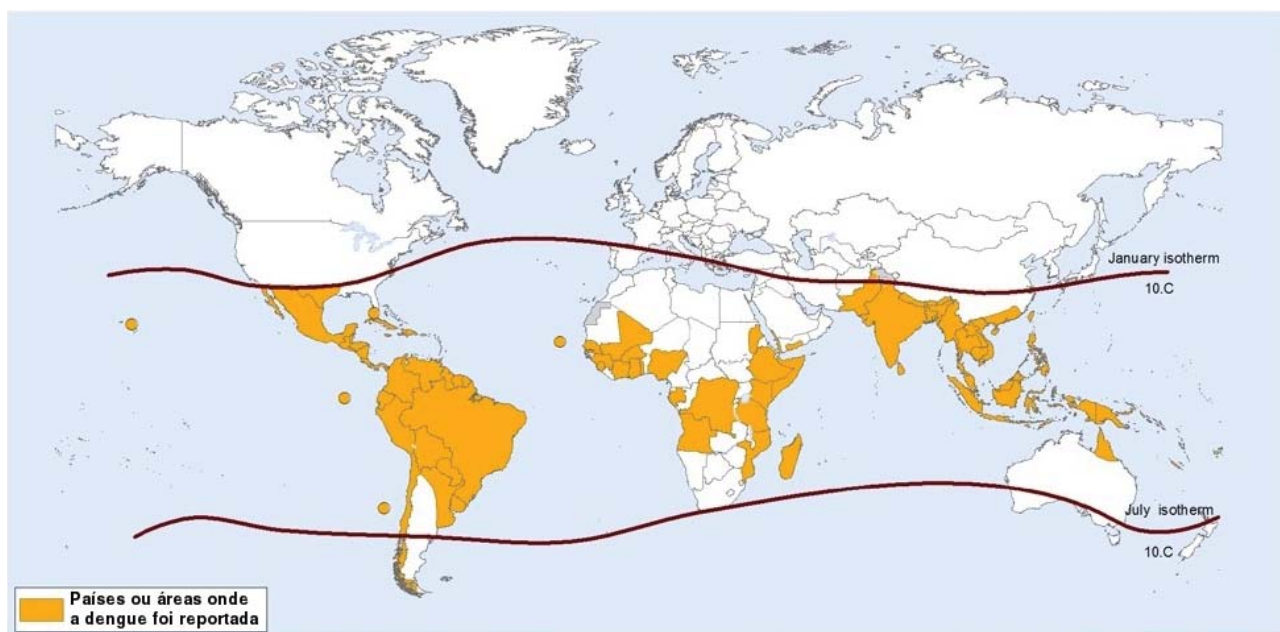 January isotherm
10.C
July isotherm
10.C
Países ou áreas onde
a dengue foi reportada